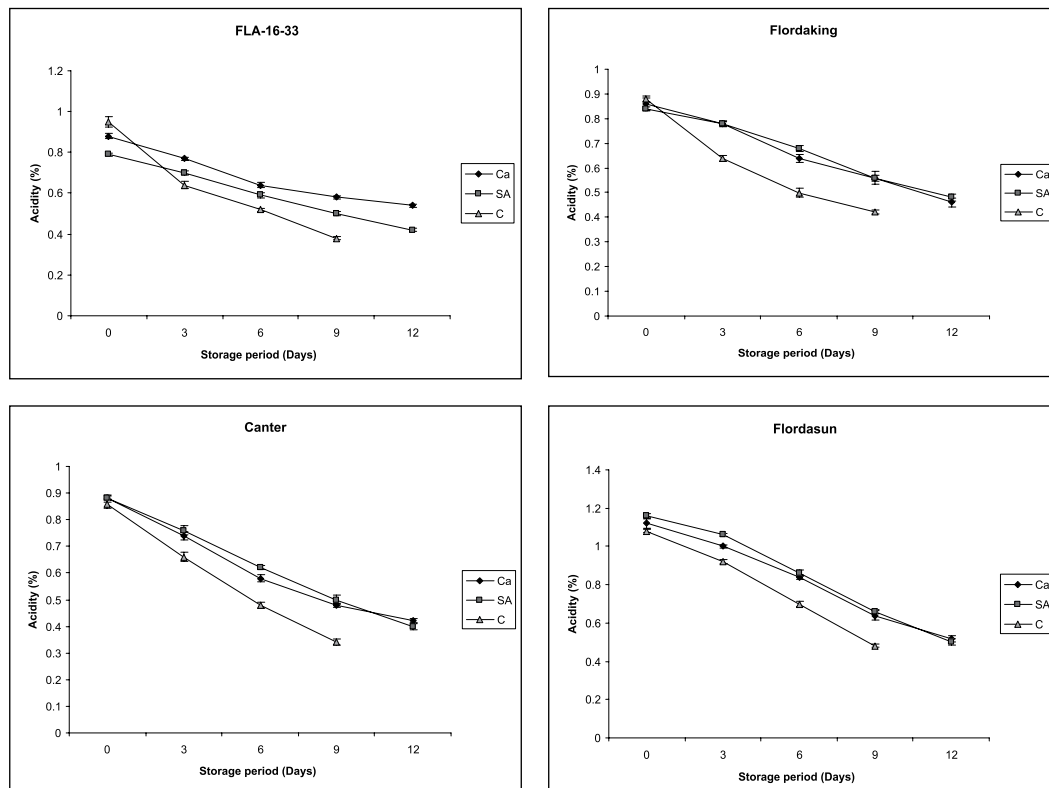 FLA-16-33
1.2
1
0.8
0.6
0.4
0.2
0
Acidity (%)
0 3 6 9 12
Storage period (Days)
Ca
SA
C
Flordaking
1
0.9
0.8
0.7
0.6
0.5
0.4
0.3
0.2
0.1
0
Acidity (%)
0 3 6 9 12
Storage period (Days)
Ca
SA
C
Canter
1
0.9
0.8
0.7
0.6
0.5
0.4
0.3
0.2
0.1
0
Acidity (%)
0 3 6 9 12
Storage period (Days)
Ca
SA
C
Flordasun
1.4
1.2
1
0.8
0.6
0.4
0.2
0
Acidity (%)
0 3 6 9 12
Storage period (Days)
Ca
SA
C